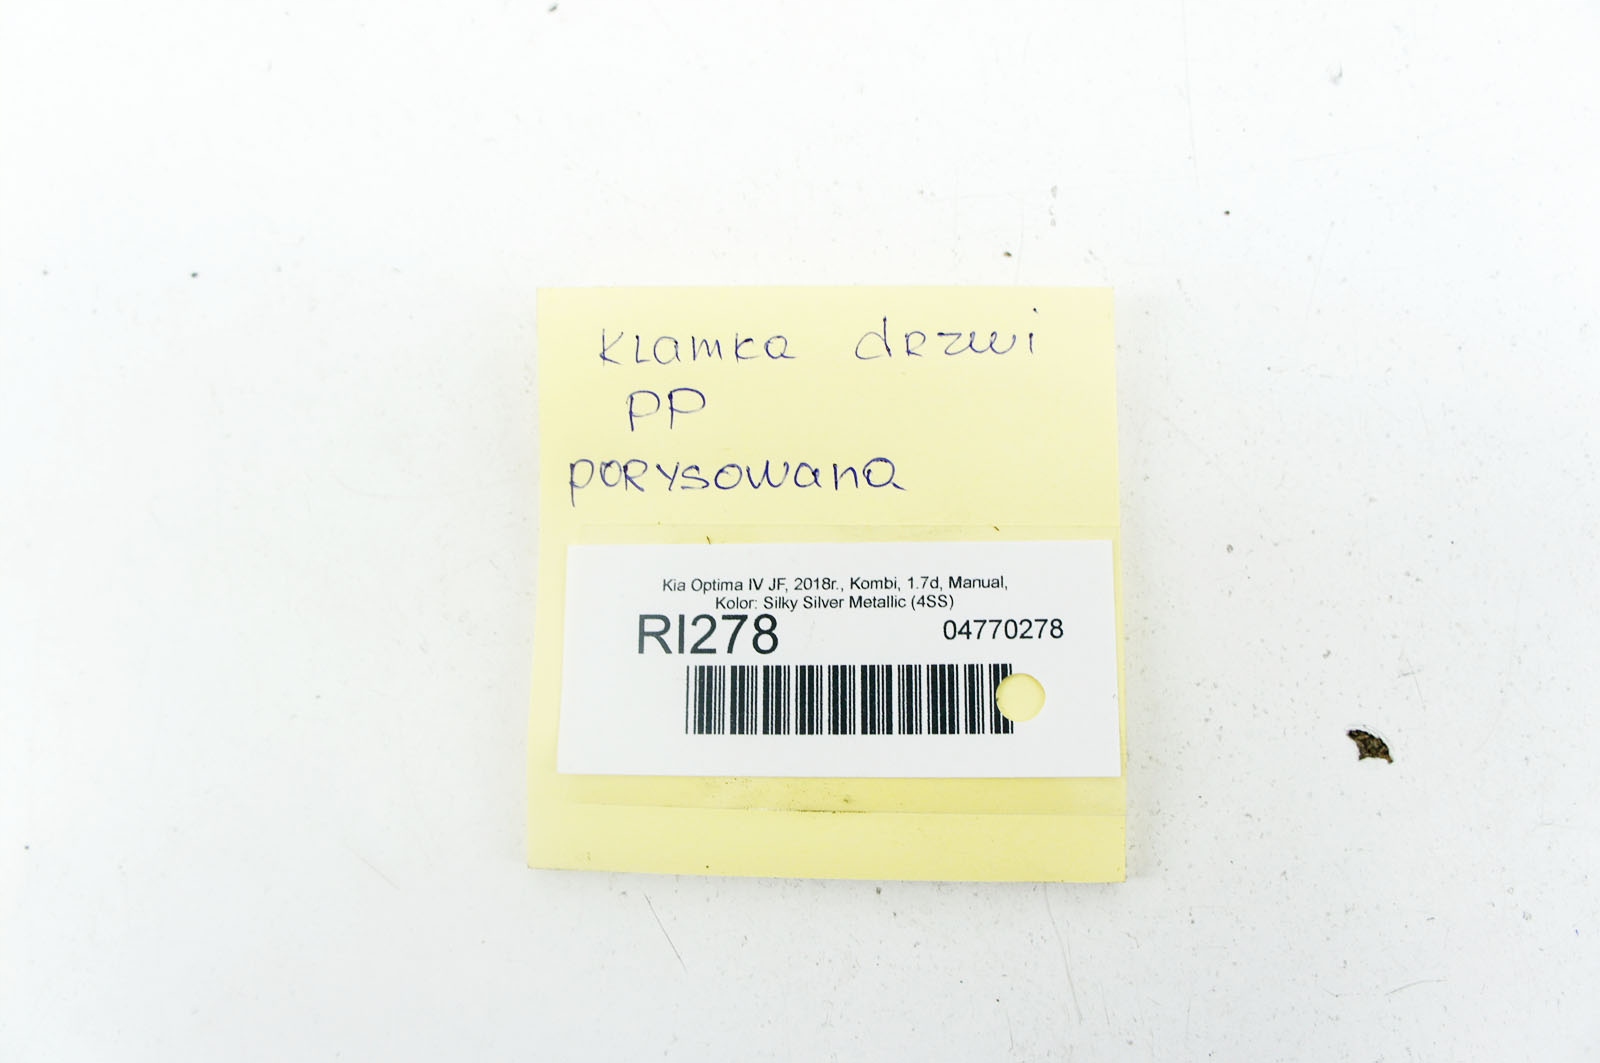 Klamka drzwi
PP
porysowana
Kia Optima IV JF, 2018r., Kombi, 1.7d, Manual,
Kolor: Silky Silver Metallic (4SS)
RI278
04770278